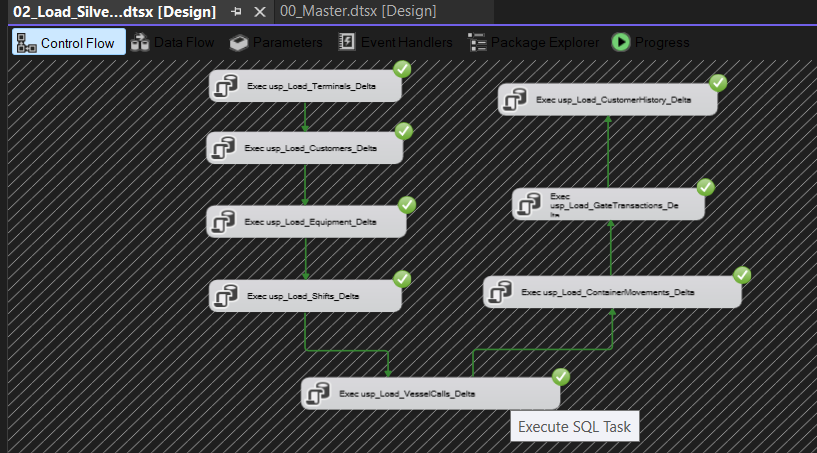 02_Load_Silve...dtsx [Design]
00_Master.dtsx [Design]
Control Flow
Data Flow
Parameters
Event Handlers
Package Explorer
Progress
Exec usp_Load_Terminals_Delta
Exec usp_Load_Customers_Delta
Exec usp_Load_Equipment_Delta
Exec usp_Load_Shifts_Delta
Exec usp_Load_VesselCalls_Delta
Exec usp_Load_ContainerMovements_Delta
Exec
usp_Load_GateTransactions_De
Exec usp_Load_CustomerHistory_Delta
Execute SQL Task